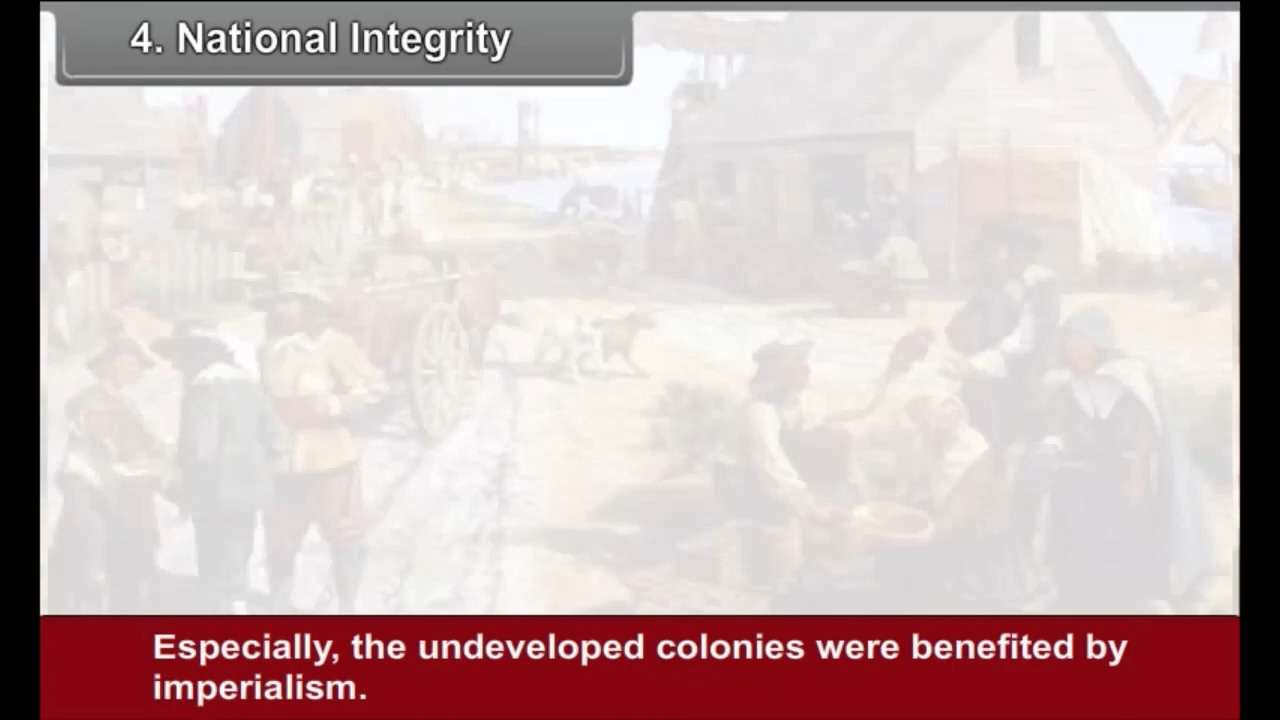 4. National Integrity
Especially, the undeveloped colonies were benefited by
imperialism.